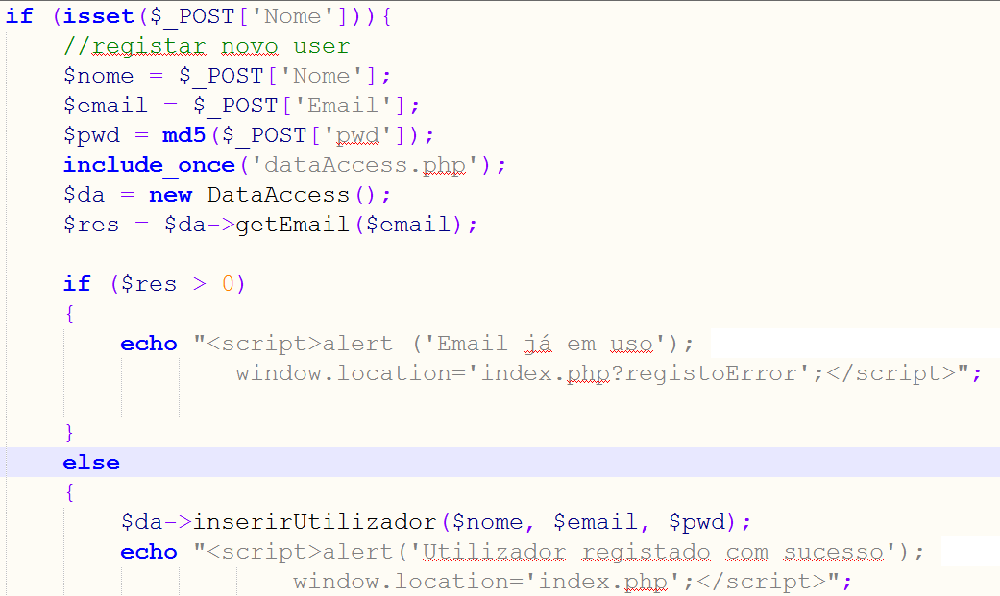 if (isset($_POST['Nome'])){
//registar novo user
$nome = $_POST['Nome'];
$email = $_POST['Email'];
$pwd = md5($_POST['pwd']);
include_once('dataAccess.php');
$da = new DataAccess();
$res = $da->getEmail($email);
if ($res > 0)
{
echo "<script>alert ('Email já em uso');
window.location='index.php?registoError';</script>";
}
else
{
$da->inserirUtilizador($nome, $email, $pwd);
echo "<script>alert('Utilizador registado com sucesso');
window.location='index.php';</script>";